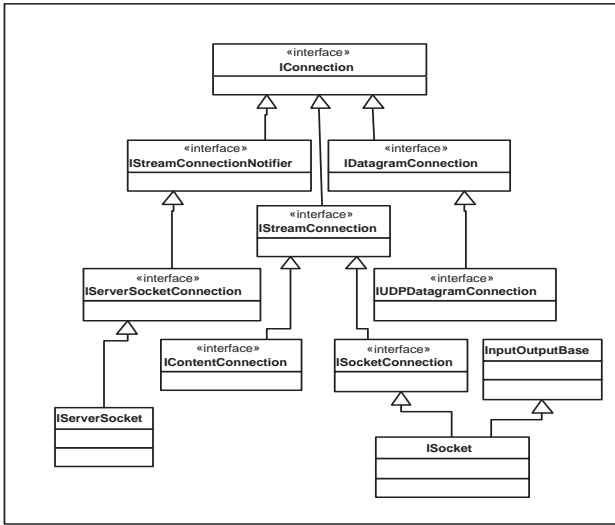 «interface»
IConnection
«interface»
IStreamConnectionNotifier
«interface»
IDatagramConnection
«interface»
IStreamConnection
«interface»
IServerSocketConnection
«interface»
IUDPDatagramConnection
«interface»
IContentConnection
«interface»
ISocketConnection
InputOutputBase
IServerSocket
ISocket